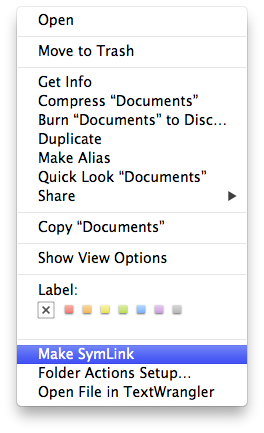 Open
Move to Trash
Get Info
Compress “Documents”
Burn “Documents” to Disc...
Duplicate
Make Alias
Quick Look “Documents”
Share
Copy “Documents”
Show View Options
Label:
Make SymLink
Folder Actions Setup...
Open File in TextWrangler